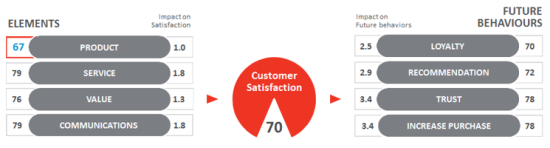 ELEMENTS
Impact on
Satisfaction
67 PRODUCT 1.0
79 SERVICE 1.8
76 VALUE 1.3
79 COMMUNICATIONS 1.8
Customer
Satisfaction
70
Impact on
Future behaviors
FUTURE
BEHAVIOURS
2.5 LOYALTY 70
2.9 RECOMMENDATION 72
3.4 TRUST 78
3.4 INCREASE PURCHASE 78